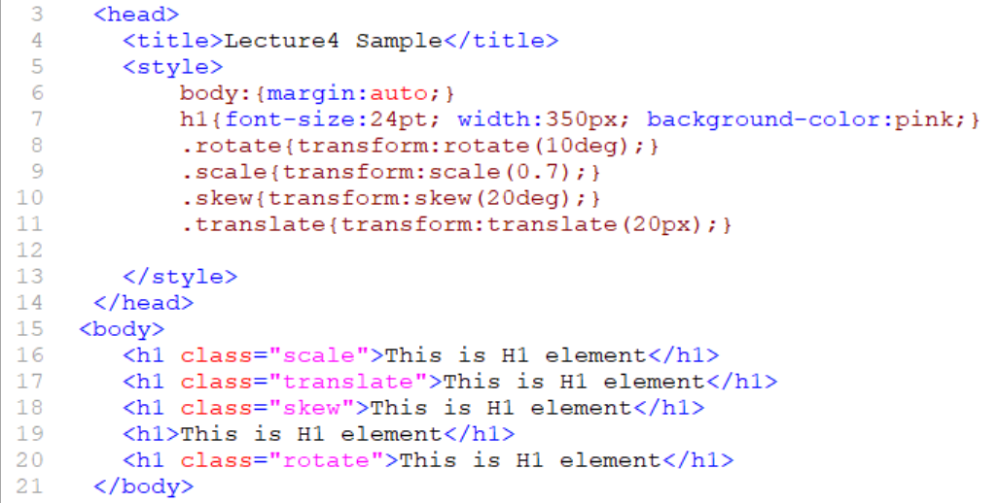 3 <head>
4 <title>Lecture4 Sample</title>
5 <style>
6 body:{margin:auto;}
7 h1{font-size:24pt; width:350px; background-color:pink;}
8 .rotate{transform:rotate(10deg);}
9 .scale{transform:scale(0.7);}
10 .skew{transform:skew(20deg);}
11 .translate{transform:translate(20px);}
12
13 </style>
14 </head>
15 <body>
16 <h1 class="scale">This is H1 element</h1>
17 <h1 class="translate">This is H1 element</h1>
18 <h1 class="skew">This is H1 element</h1>
19 <h1>This is H1 element</h1>
20 <h1 class="rotate">This is H1 element</h1>
21 </body>